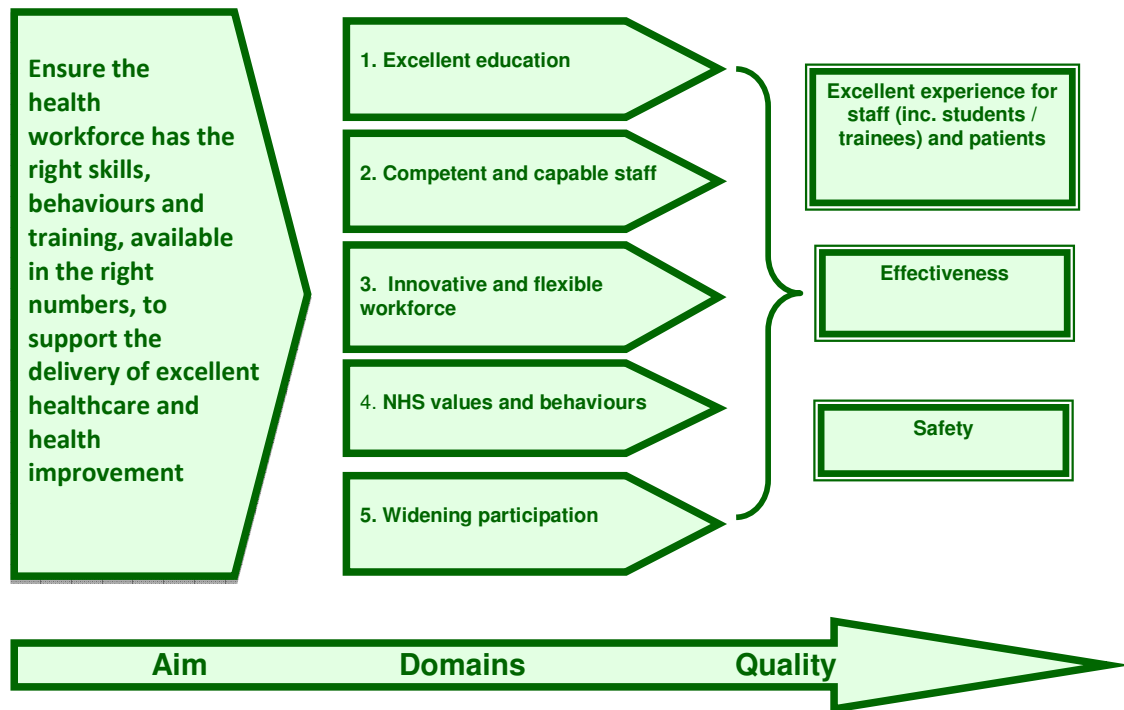 Ensure the
health
workforce has the
right skills,
behaviours and
training, available
in the right
numbers, to
support the
delivery of excellent
healthcare and
health
improvement
1. Excellent education
2. Competent and capable staff
3. Innovative and flexible
workforce
4. NHS values and behaviours
5. Widening participation
Excellent experience for
staff (inc. students /
trainees) and patients
Effectiveness
Safety
Aim Domains Quality